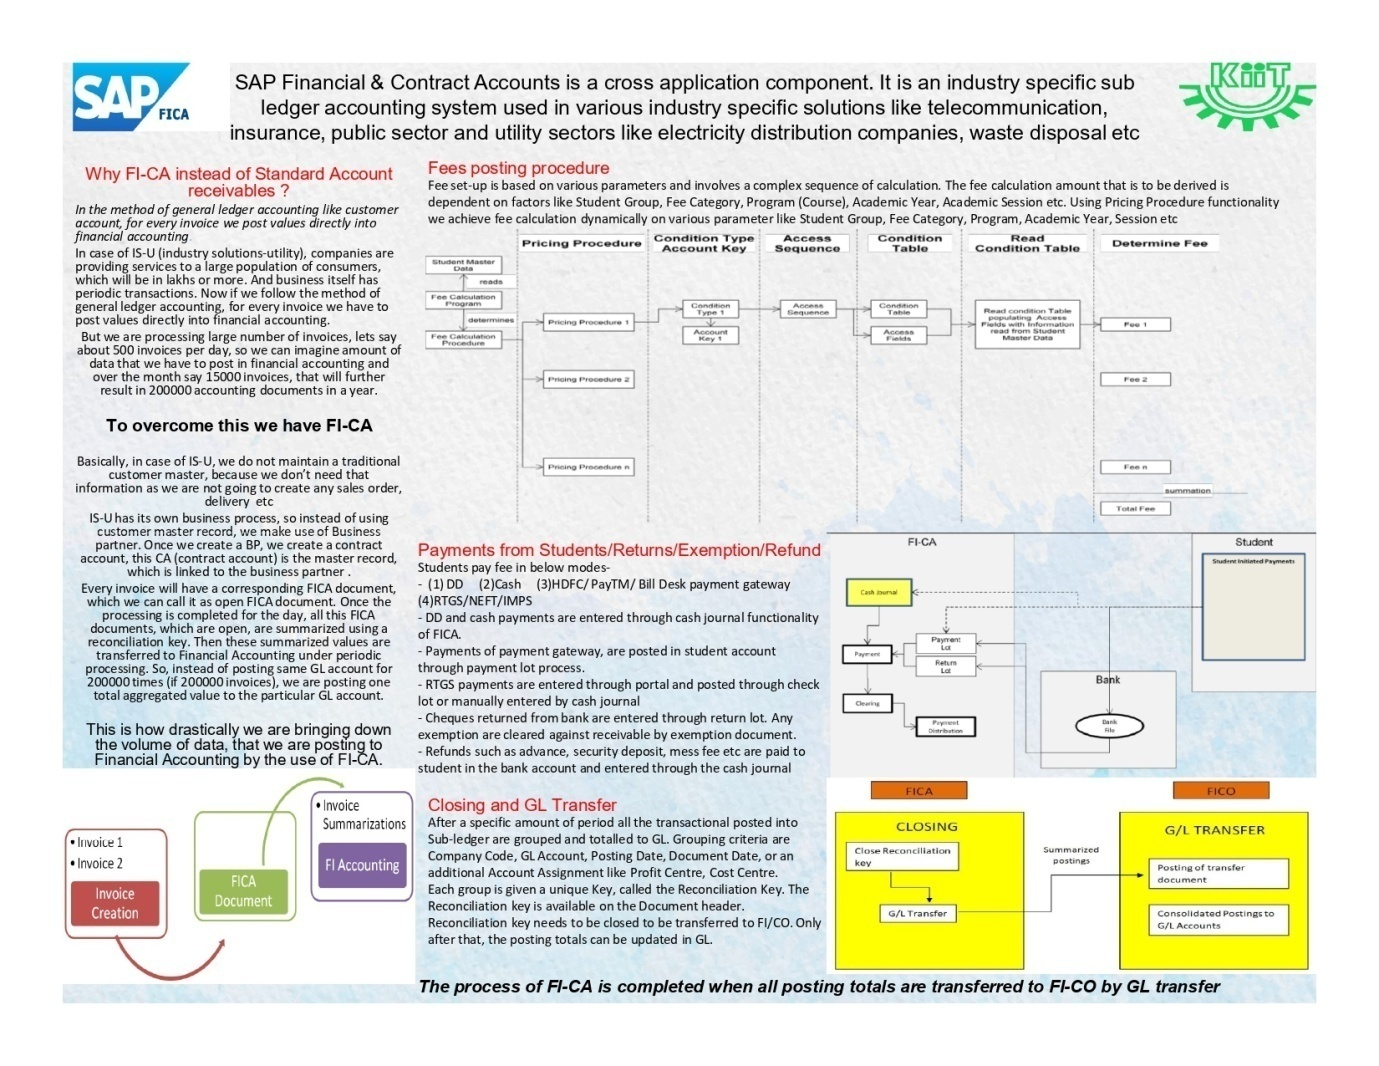 SAP
FICA
SAP Financial & Contract Accounts is a cross application component. It is an industry specific sub
ledger accounting system used in various industry specific solutions like telecommunication,
insurance, public sector and utility sectors like electricity distribution companies, waste disposal etc
KiiT
Why FI-CA instead of Standard Account
receivables ?
In the method of general ledger accounting like customer
account, for every invoice we post values directly into
financial accounting
In case of IS-U (industry solutions-utility), companies are
providing services to a large population of consumers,
which will be in lakhs or more. And business itself has
periodic transactions. Now if we follow the method of
general ledger accounting, for every invoice we have to
post values directly into financial accounting.
But we are processing large number of invoices, lets say
about 500 invoices per day, so we can imagine amount of
data that we have to post in financial accounting and
over the month say 15000 invoices, that will further
result in 200000 accounting documents in a year.
To overcome this we have FI-CA
Basically, in case of IS-U, we do not maintain a traditional
customer master, because we don't need that
information as we are not going to create any sales order,
delivery etc
IS-U has its own business process, so instead of using
customer master record, we make use of Business
partner. Once we create a BP, we create a contract
account, this CA (contract account) is the master record,
which is linked to the business partner .
Every invoice will have a corresponding FICA document,
which we can call it as open FICA document. Once the
processing is completed for the day, all this FICA
documents, which are open, are summarized using a
reconciliation key. Then these summarized values are
transferred to Financial Accounting under periodic
processing. So, instead of posting same GL account for
200000 times (if 200000 invoices), we are posting one
total aggregated value to the particular GL account.
This is how drastically we are bringing down
the volume of data, that we are posting to
Financial Accounting by the use of FI-CA.
• Invoice 1
• Invoice 2
Invoice
Creation
FICA
Document
• Invoice
Summarizations
FI Accounting
Fees posting procedure
Fee set-up is based on various parameters and involves a complex sequence of calculation. The fee calculation amount that is to be derived is
dependent on factors like Student Group, Fee Category, Program (Course), Academic Year, Academic Session etc. Using Pricing Procedure functionality
we achieve fee calculation dynamically on various parameter like Student Group, Fee Category, Program, Academic Year, Session etc
Pricing Procedure
Condition Type
Account Key
Access
Sequence
Condition
Table
Read
Condition Table
Determine Fee
Student Master
Data
reads
Fee Calculation
Program
determines
Fee Calculation
Procedure
Pricing Procedure 1
Pricing Procedure 2
Pricing Procedure n
Condition
Type 1
Account
Key 1
Access
Sequence
Condition
Table
Access
Fields
Read condition Table
populating Access
Fields with Information
read from Student
Master Data
Fee 1
Fee 2
Fee n
summation
Total Fee
Payments from Students/Returns/Exemption/Refund
Students pay fee in below modes-
- (1) DD (2)Cash (3)HDFC/ PayTM/ Bill Desk payment gateway
(4)RTGS/NEFT/IMPS
- DD and cash payments are entered through cash journal functionality
of FICA.
- Payments of payment gateway, are posted in student account
through payment lot process.
- RTGS payments are entered through portal and posted through check
lot or manually entered by cash journal
- Cheques returned from bank are entered through return lot. Any
exemption are cleared against receivable by exemption document.
- Refunds such as advance, security deposit, mess fee etc are paid to
student in the bank account and entered through the cash journal
FI-CA
Student
Student Initiated Payments
Cash Journal
Payment
Payment
Lot
Return
Lot
Clearing
Payment
Distribution
Bank
Bank
File
Closing and GL Transfer
After a specific amount of period all the transactional posted into
Sub-ledger are grouped and totalled to GL. Grouping criteria are
Company Code, GL Account, Posting Date, Document Date, or an
additional Account Assignment like Profit Centre, Cost Centre.
Each group is given a unique Key, called the Reconciliation Key. The
Reconciliation key is available on the Document header.
Reconciliation key needs to be closed to be transferred to FI/CO. Only
after that, the posting totals can be updated in GL.
FICA
FICO
CLOSING
Close Reconciliation
key
G/L Transfer
Summarized
postings
G/L TRANSFER
Posting of transfer
document
Consolidated Postings to
G/L Accounts
The process of FI-CA is completed when all posting totals are transferred to FI-CO by GL transfer